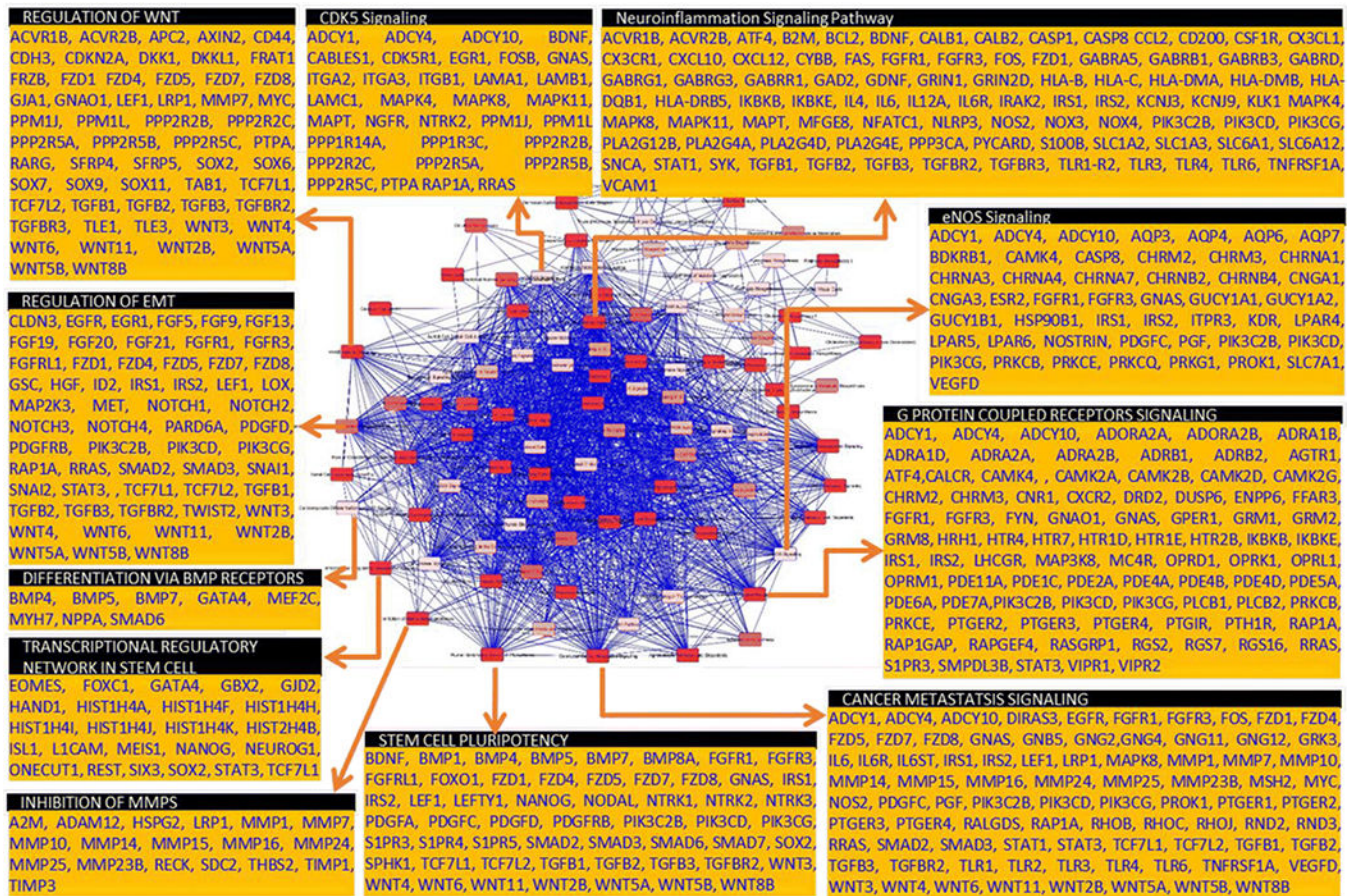 REGULATION OF WNT
ACVR1B, ACVR2B, APC2, AXIN2, CD44,
CDH3, CDKN2A, DKK1, DKKL1, FRAT1
FRZB, FZD1 FZD4, FZD5, FZD7, FZD8,
GJA1, GNAO1, LEF1, LRP1, MMP7, MYC,
PPM1J, PPM1L, PPP2R2B, PPP2R2C,
PPP2R5A, PPP2R5B, PPP2R5C, PTPA,
RARG, SFRP4, SFRP5, SOX2, SOX6,
SOX7, SOX9, SOX11, TAB1, TCF7L1,
TCF7L2, TGFB1, TGFB2, TGFB3, TGFBR2,
TGFBR3, TLE1, TLE3, WNT3, WNT4,
WNT6, WNT11, WNT2B, WNT5A,
WNT5B, WNT8B
CDK5 Signaling
ADCY1, ADCY4, ADCY10, BDNF,
CABLES1, CDK5R1, EGR1, FOSB, GNAS,
ITGA2, ITGA3, ITGB1, LAMA1, LAMB1,
LAMC1, MAPK4, MAPK8, MAPK11,
MAPT, NGFR, NTRK2, PPM1J, PPM1L
PPP1R14A, PPP1R3C, PPP2R2B,
PPP2R2C, PPP2R5A, PPP2R5B,
PPP2R5C, PTPA RAP1A, RRAS
Neuroinflammation Signaling Pathway
ACVR1B, ACVR2B, ATF4, B2M, BCL2, BDNF, CALB1, CALB2, CASP1, CASP8 CCL2, CD200, CSF1R, CX3CL1,
CX3CR1, CXCL10, CXCL12, CYBB, FAS, FGFR1, FGFR3, FOS, FZD1, GABRA5, GABRB1, GABRB3, GABRD,
GABRG1, GABRG3, GABRR1, GAD2, GDNF, GRIN1, GRIN2D, HLA-B, HLA-C, HLA-DMA, HLA-DMB, HLA-
DQB1, HLA-DRB5, IKBKB, IKBKE, IL4, IL6, IL12A, IL6R, IRAK2, IRS1, IRS2, KCNJ3, KCNJ9, KLK1 MAPK4,
MAPK8, MAPK11, MAPT, MFGE8, NFATC1, NLRP3, NOS2, NOX3, NOX4, PIK3C2B, PIK3CD, PIK3CG,
PLA2G12B, PLA2G4A, PLA2G4D, PLA2G4E, PPP3CA, PYCARD, S100B, SLC1A2, SLC1A3, SLC6A1, SLC6A12,
SNCA, STAT1, SYK, TGFB1, TGFB2, TGFB3, TGFBR2, TGFBR3, TLR1-R2, TLR3, TLR4, TLR6, TNFRSF1A,
VCAM1
eNOS Signaling
ADCY1, ADCY4, ADCY10, AQP3, AQP4, AQP6, AQP7,
BDKRB1, CAMK4, CASP8, CHRM2, CHRM3, CHRNA1,
CHRNA3, CHRNA4, CHRNA7, CHRNB2, CHRNB4, CNGA1,
CNGA3, ESR2, FGFR1, FGFR3, GNAS, GUCY1A1, GUCY1A2,
GUCY1B1, HSP90B1, IRS1, IRS2, ITPR3, KDR, LPAR4,
LPAR5, LPAR6, NOSTRIN, PDGFC, PGF, PIK3C2B, PIK3CD,
PIK3CG, PRKCB, PRKCE, PRKCQ, PRKG1, PROK1, SLC7A1,
VEGFD
REGULATION OF EMT
CLDN3, EGFR, EGR1, FGF5, FGF9, FGF13,
FGF19, FGF20, FGF21, FGFR1, FGFR3,
FGFRL1, FZD1, FZD4, FZD5, FZD7, FZD8,
GSC, HGF, ID2, IRS1, IRS2, LEF1, LOX,
MAP2K3, MET, NOTCH1, NOTCH2,
NOTCH3, NOTCH4, PARD6A, PDGFD,
PDGFRB, PIK3C2B, PIK3CD, PIK3CG,
RAP1A, RRAS, SMAD2, SMAD3, SNAI1,
SNAI2, STAT3, , TCF7L1, TCF7L2, TGFB1,
TGFB2, TGFB3, TGFBR2, TWIST2, WNT3,
WNT4, WNT6, WNT11, WNT2B,
WNT5A, WNT5B, WNT8B
G PROTEIN COUPLED RECEPTORS SIGNALING
ADCY1, ADCY4, ADCY10, ADORA2A, ADORA2B, ADRA1B,
ADRA1D, ADRA2A, ADRA2B, ADRB1, ADRB2, AGTR1,
ATF4,CALCR, CAMK4, , CAMK2A, CAMK2B, CAMK2D, CAMK2G,
CHRM2, CHRM3, CNR1, CXCR2, DRD2, DUSP6, ENPP6, FFAR3,
FGFR1, FGFR3, FYN, GNAO1, GNAS, GPER1, GRM1, GRM2,
GRM8, HRH1, HTR4, HTR7, HTR1D, HTR1E, HTR2B, IKBKB, IKBKE,
IRS1, IRS2, LHCGR, MAP3K8, MC4R, OPRD1, OPRK1, OPRL1,
OPRM1, PDE11A, PDE1C, PDE2A, PDE4A, PDE4B, PDE4D, PDE5A,
PDE6A, PDE7A,PIK3C2B, PIK3CD, PIK3CG, PLCB1, PLCB2, PRKCB,
PRKCE, PTGER2, PTGER3, PTGER4, PTGIR, PTH1R, RAP1A,
RAP1GAP, RAPGEF4, RASGRP1, RGS2, RGS7, RGS16, RRAS,
S1PR3, SMPDL3B, STAT3, VIPR1, VIPR2
DIFFERENTIATION VIA BMP RECEPTORS
BMP4, BMP5, BMP7, GATA4, MEF2C,
MYH7, NPPA, SMAD6
TRANSCRIPTIONAL REGULATORY
NETWORK IN STEM CELL
EOMES, FOXC1, GATA4, GBX2, GJD2,
HAND1, HIST1H4A, HIST1H4F, HIST1H4H,
HIST1H4I, HIST1H4J, HIST1H4K, HIST2H4B,
ISL1, L1CAM, MEIS1, NANOG, NEUROG1,
ONECUT1, REST, SIX3, SOX2, STAT3, TCF7L1
INHIBITION OF MMPS
A2M, ADAM12, HSPG2, LRP1, MMP1, MMP7,
MMP10, MMP14, MMP15, MMP16, MMP24,
MMP25, MMP23B, RECK, SDC2, THBS2, TIMP1,
TIMP3
STEM CELL PLURIPOTENCY
BDNF, BMP1, BMP4, BMP5, BMP7, BMP8A, FGFR1, FGFR3,
FGFRL1, FOXO1, FZD1, FZD4, FZD5, FZD7, FZD8, GNAS, IRS1,
IRS2, LEF1, LEFTY1, NANOG, NODAL, NTRK1, NTRK2, NTRK3,
PDGFA, PDGFC, PDGFD, PDGFRB, PIK3C2B, PIK3CD, PIK3CG,
S1PR3, S1PR4, S1PR5, SMAD2, SMAD3, SMAD6, SMAD7, SOX2,
SPHK1, TCF7L1, TCF7L2, TGFB1, TGFB2, TGFB3, TGFBR2, WNT3,
WNT4, WNT6, WNT11, WNT2B, WNT5A, WNT5B, WNT8B
CANCER METASTATSIS SIGNALING
ADCY1, ADCY4, ADCY10, DIRAS3, EGFR, FGFR1, FGFR3, FOS, FZD1, FZD4,
FZD5, FZD7, FZD8, GNAS, GNB5, GNG2,GNG4, GNG11, GNG12, GRK3,
IL6, IL6R, IL6ST, IRS1, IRS2, LEF1, LRP1, MAPK8, MMP1, MMP7, MMP10,
MMP14, MMP15, MMP16, MMP24, MMP25, MMP23B, MSH2, MYC,
NOS2, PDGFC, PGF, PIK3C2B, PIK3CD, PIK3CG, PROK1, PTGER1, PTGER2,
PTGER3, PTGER4, RALGDS, RAP1A, RHOB, RHOC, RHOJ, RND2, RND3,
RRAS, SMAD2, SMAD3, STAT1, STAT3, TCF7L1, TCF7L2, TGFB1, TGFB2,
TGFB3, TGFBR2, TLR1, TLR2, TLR3, TLR4, TLR6, TNFRSF1A, VEGFD,
WNT3, WNT4, WNT6, WNT11, WNT2B, WNT5A, WNT5B, WNT8B